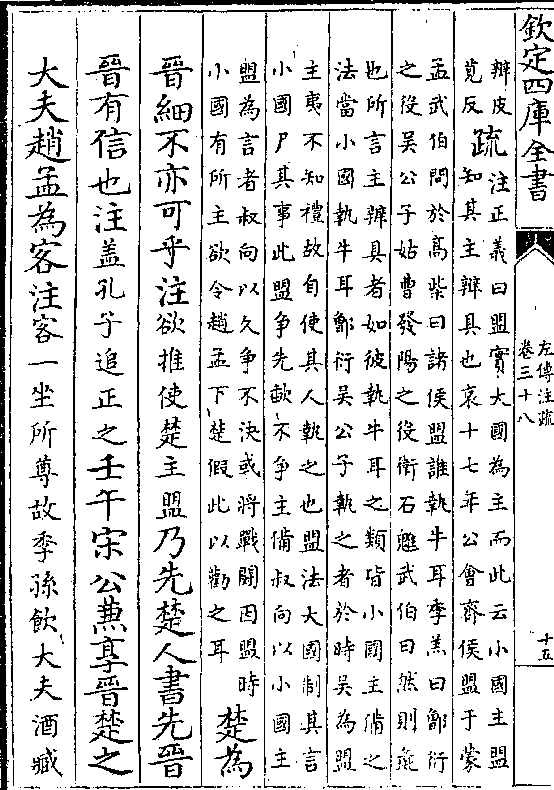 欽定四庫全書
左傳注疏
卷三十八
十五
辨皮
莧反
疏
注正義曰盟實大國為主而此云小國主盟
知其主辨具也哀十七年公會齊侯盟于蒙
孟武伯問於髙柴曰諸侯盟誰執牛耳季羔曰鄫衍
之役吳公子姑曹發陽之役衛石魋武伯曰然則彘
也所言主辨具者如彼執牛耳之類皆小國主備之
法當小國執牛耳鄫衍吳公子執之者於時吳為盟
主夷不知禮故自使其人執之也盟法大國制其言
小國尸其事此盟争先歃不争主備叔向以小國主
盟為言者叔向以久争不決或将戰鬭因盟時
小國有所主欲令趙孟下楚假此以勸之耳
楚為
晉細不亦可乎注欲推使楚主盟乃先楚人書先晉
晉有信也注盖孔子追正之壬午宋公兼享晉楚之
大夫趙孟為客注客一坐所尊故季孫飲大夫酒臧